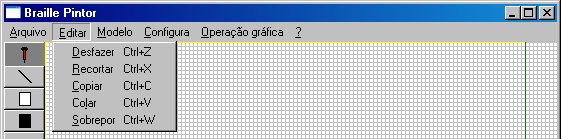 Braille Pintor
Arquivo Editar Modelo Configura Operação gráfica ?
Desfazer Ctrl+Z
Recortar Ctrl+X
Copiar Ctrl+C
Colar Ctrl+V
Sobrepor Ctrl+W